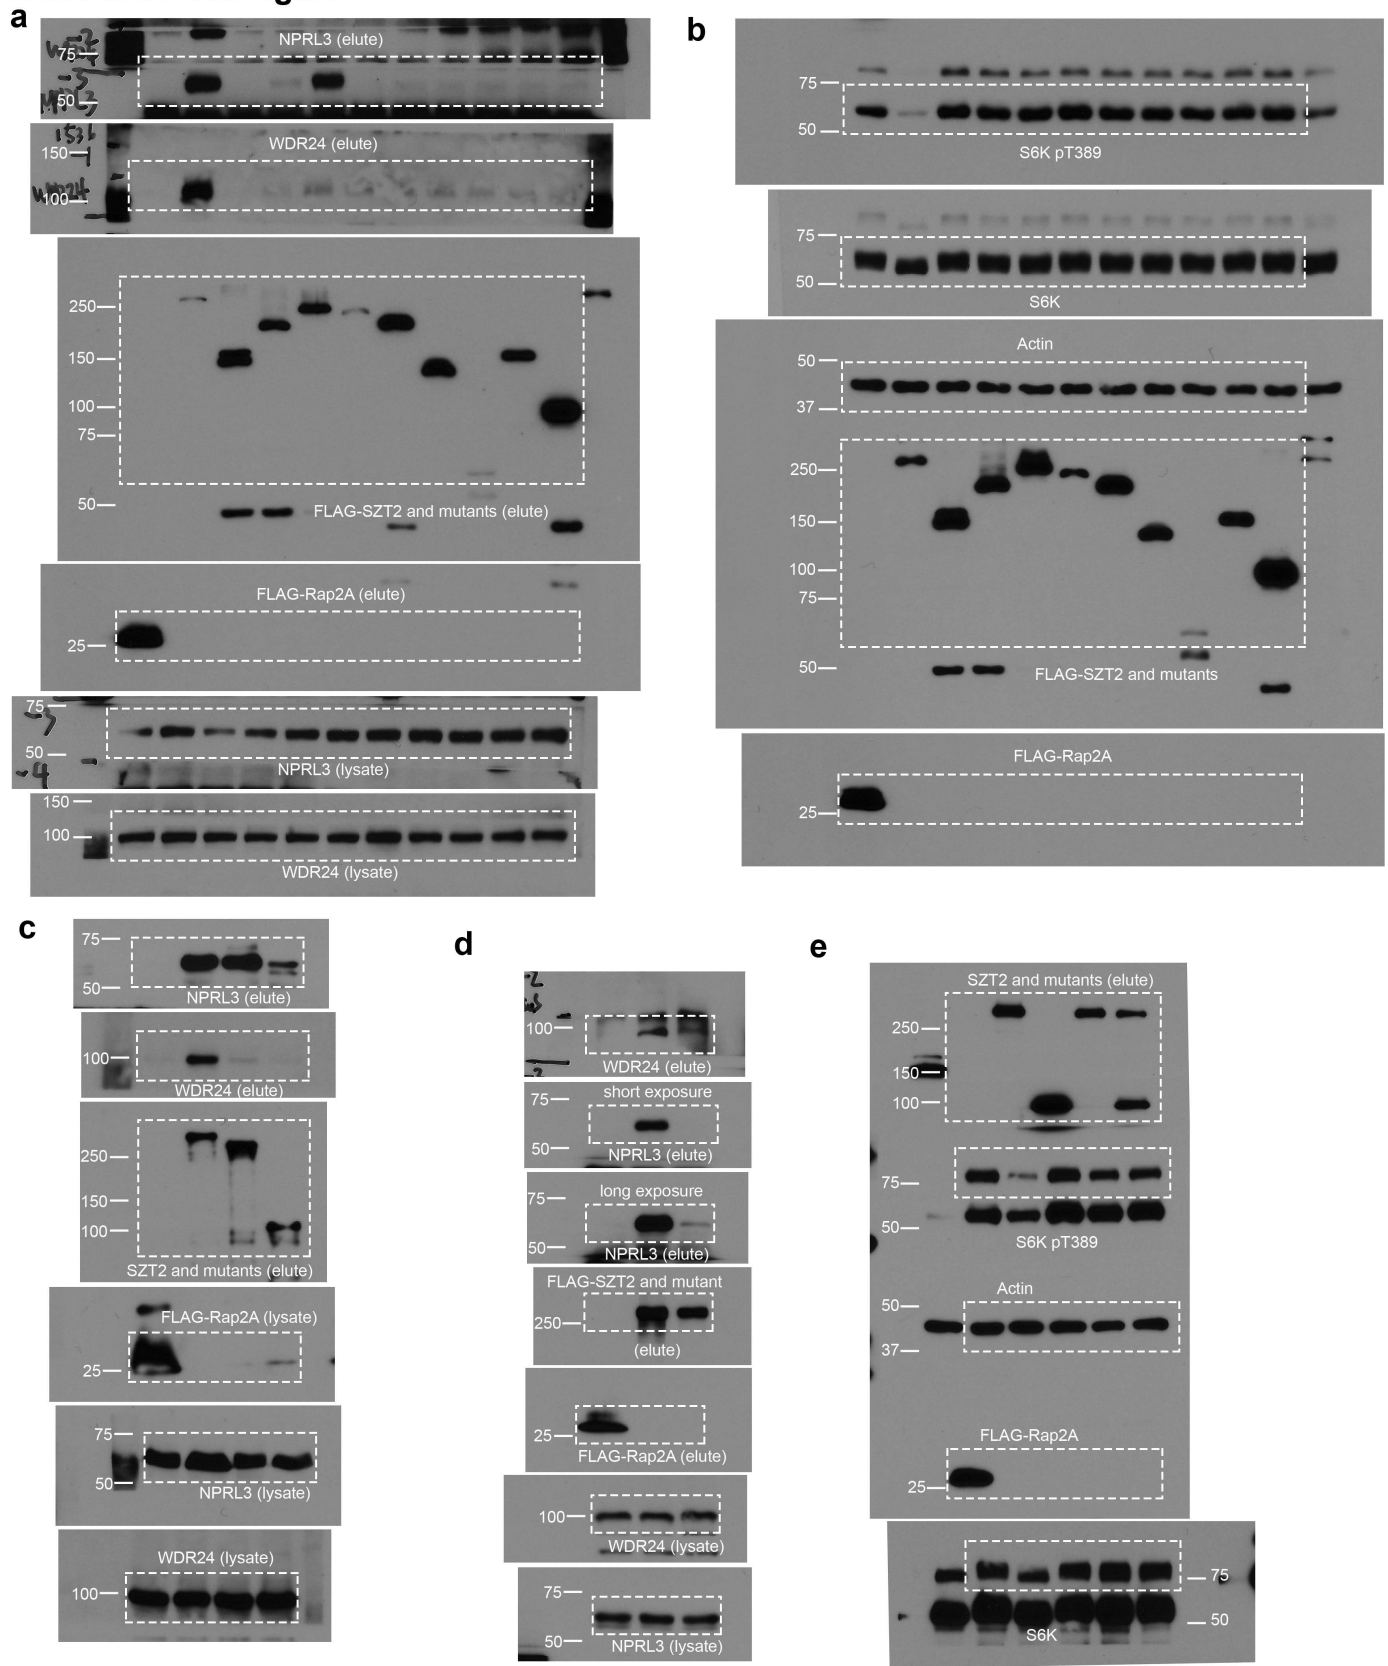 a
NPRL3 (elute)
75
50
WDR24 (elute)
150
100
250
150
100
75
50
FLAG-SZT2 and mutants (elute)
FLAG-Rap2A (elute)
25
75
50
NPRL3 (lysate)
150
100
WDR24 (lysate)
b
75
50
S6K pT389
75
50
S6K
Actin
50
37
250
150
100
75
50
FLAG-SZT2 and mutants
FLAG-Rap2A
25
c
75
50
NPRL3 (elute)
100
WDR24 (elute)
250
150
100
SZT2 and mutants (elute)
FLAG-Rap2A (lysate)
25
75
50
NPRL3 (lysate)
WDR24 (lysate)
100
d
100
WDR24 (elute)
short exposure
75
50
NPRL3 (elute)
long exposure
75
50
NPRL3 (elute)
FLAG-SZT2 and mutant
250
(elute)
25
FLAG-Rap2A (elute)
100
WDR24 (lysate)
75
50
NPRL3 (lysate)
e
SZT2 and mutants (elute)
250
150
100
75
50
S6K pT389
Actin
50
37
FLAG-Rap2A
25
75
50
S6K